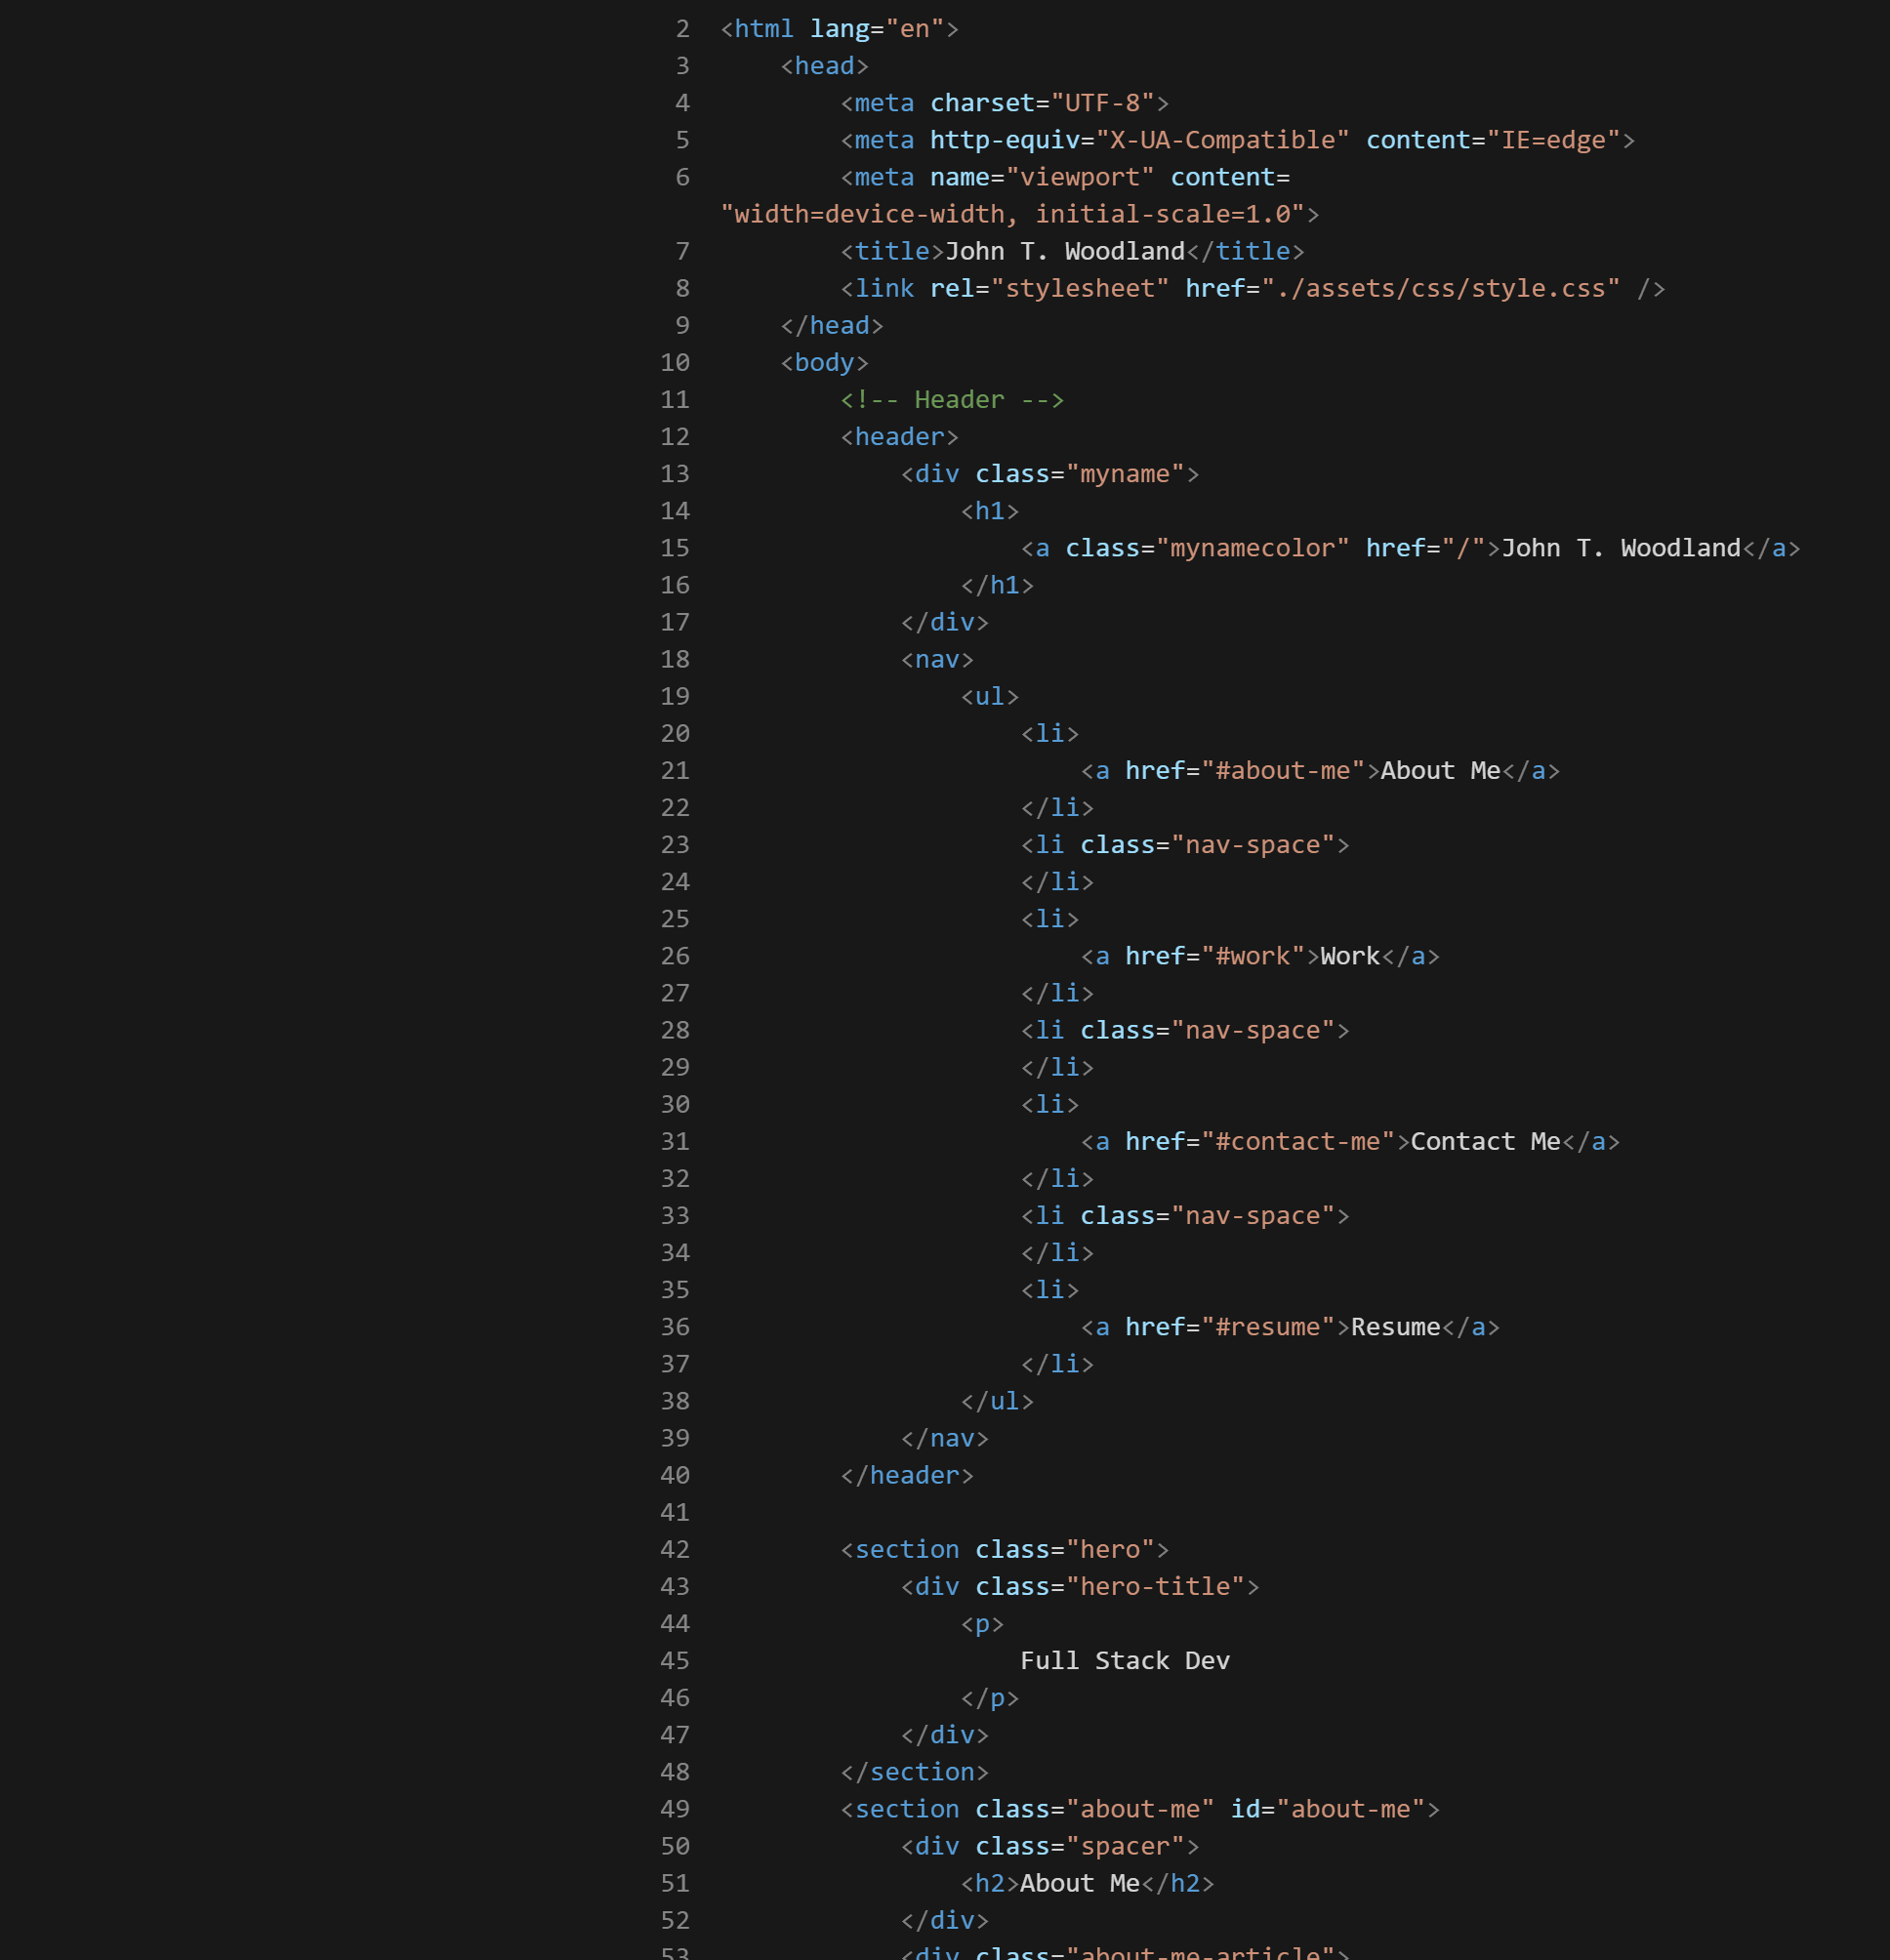 2 <html lang="en">
3 <head>
4 <meta charset="UTF-8">
5 <meta http-equiv="X-UA-Compatible" content="IE=edge">
6 <meta name="viewport" content=
"width=device-width, initial-scale=1.0">
7 <title>John T. Woodland</title>
8 <link rel="stylesheet" href="./assets/css/style.css" />
9 </head>
10 <body>
11 <!-- Header -->
12 <header>
13 <div class="myname">
14 <h1>
15 <a class="mynamecolor" href="/">John T. Woodland</a>
16 </h1>
17 </div>
18 <nav>
19 <ul>
20 <li>
21 <a href="#about-me">About Me</a>
22 </li>
23 <li class="nav-space">
24 </li>
25 <li>
26 <a href="#work">Work</a>
27 </li>
28 <li class="nav-space">
29 </li>
30 <li>
31 <a href="#contact-me">Contact Me</a>
32 </li>
33 <li class="nav-space">
34 </li>
35 <li>
36 <a href="#resume">Resume</a>
37 </li>
38 </ul>
39 </nav>
40 </header>
41
42 <section class="hero">
43 <div class="hero-title">
44 <p>
45 Full Stack Dev
46 </p>
47 </div>
48 </section>
49 <section class="about-me" id="about-me">
50 <div class="spacer">
51 <h2>About Me</h2>
52 </div>
53 <div class="about-me-article">